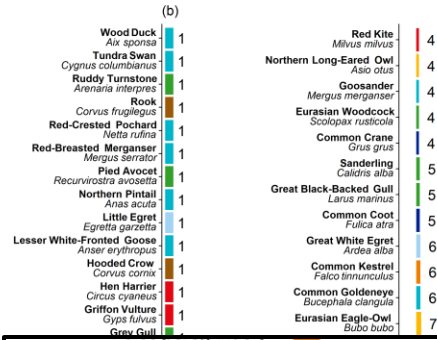 (b)
Wood Duck 1
Aix sponsa
Tundra Swan 1
Cygnus columbianus
Ruddy Turnstone 1
Arenaria interpres
Rook 1
Corvus frugilegus
Red-Crested Pochard 1
Netta rufina
Red-Breasted Merganser 1
Mergus serrator
Pied Avocet 1
Recurvirostra avosetta
Northern Pintail 1
Anas acuta
Little Egret 1
Egretta garzetta
Lesser White-Fronted Goose 1
Anser erythropus
Hooded Crow 1
Corvus cornix
Hen Harrier 1
Circus cyaneus
Griffon Vulture 1
Gyps fulvus
Grey Gull 1
Red Kite 4
Milvus milvus
Northern Long-Eared Owl 4
Asio otus
Goosander 4
Mergus merganser
Eurasian Woodcock 4
Scolopax rusticola
Common Crane 4
Grus grus
Sanderling 5
Calidris alba
Great Black-Backed Gull 5
Larus marinus
Common Coot 5
Fulica atra
Great White Egret 6
Ardea alba
Common Kestrel 6
Falco tinnunculus
Common Goldeneye 6
Bucephala clangula
Eurasian Eagle-Owl 7
Bubo bubo